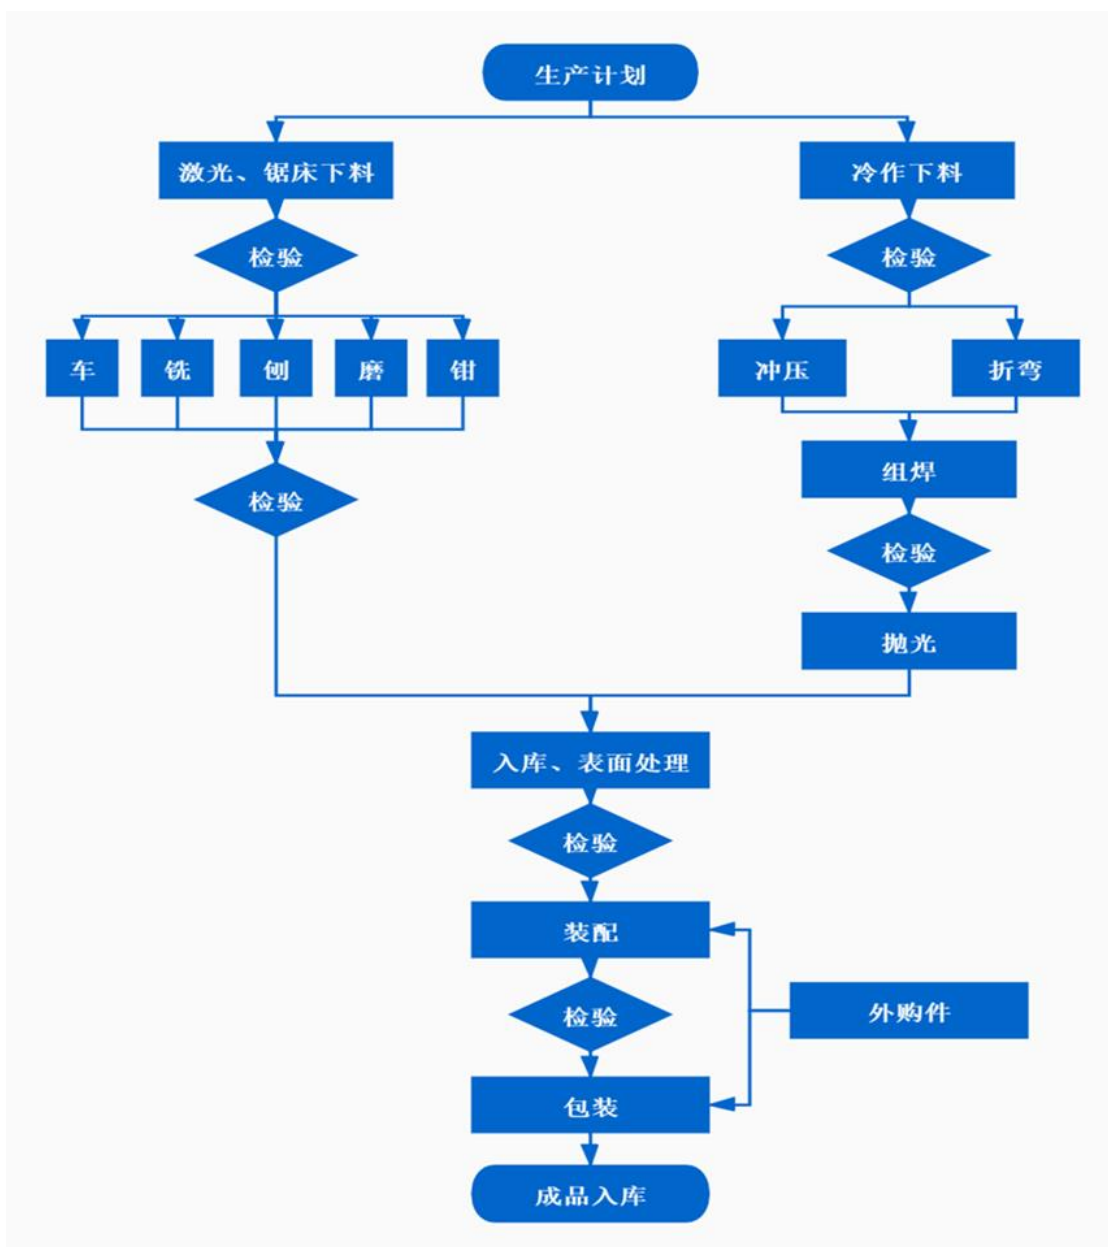 生产计划
激光、锯床下料
冷作下料
检验
检验
车
铣
刨
磨
钳
冲压
折弯
组焊
检验
检验
抛光
入库、表面处理
检验
装配
外购件
检验
包装
成品入库